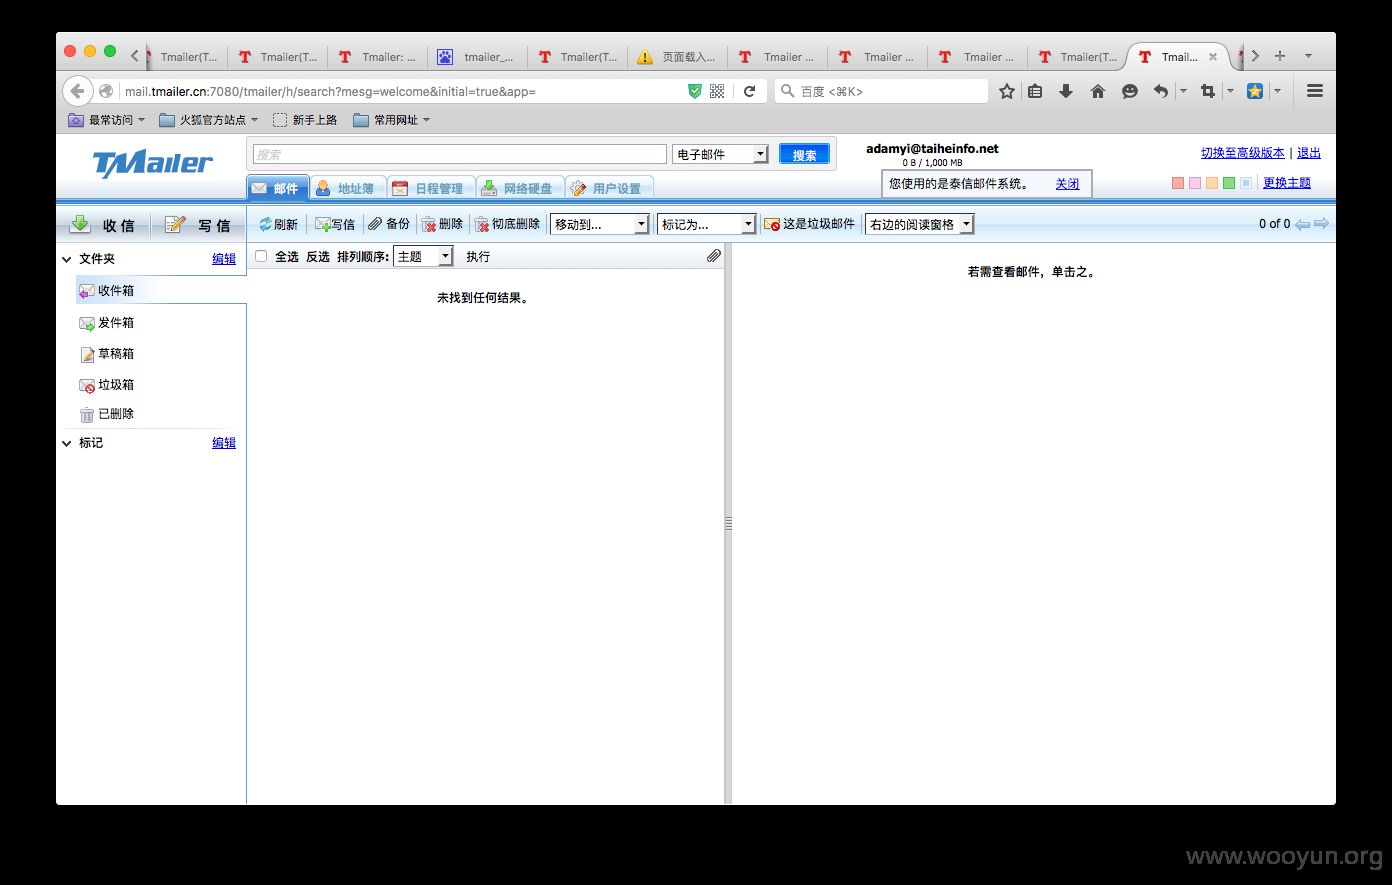 Tmailer(T... Tmailer(T... Tmailer: ... tmailer_... Tmailer(T... 页面载入... Tmailer ... Tmailer ... Tmailer ... Tmailer(T... Tmail...
mail.tmailer.cn:7080/tmailer/h/search?mesg=welcome&initial=true&app= 百度 <⌘K>
最常访问 火狐官方站点 新手上路 常用网址
TMailer 搜索 电子邮件 搜索 adamyi@taiheinfo.net 切换至高级版本 | 退出
0 B / 1,000 MB
邮件 地址簿 日程管理 网络硬盘 用户设置 您使用的是泰信邮件系统。 关闭 更换主题
收信 写信 刷新 写信 备份 删除 彻底删除 移动到... 标记为... 这是垃圾邮件 右边的阅读窗格 0 of 0
文件夹 编辑 全选 反选 排列顺序: 主题 执行
若需查看邮件，单击之。
收件箱 未找到任何结果。
发件箱
草稿箱
垃圾箱
已删除
标记 编辑
www.wooyun.org